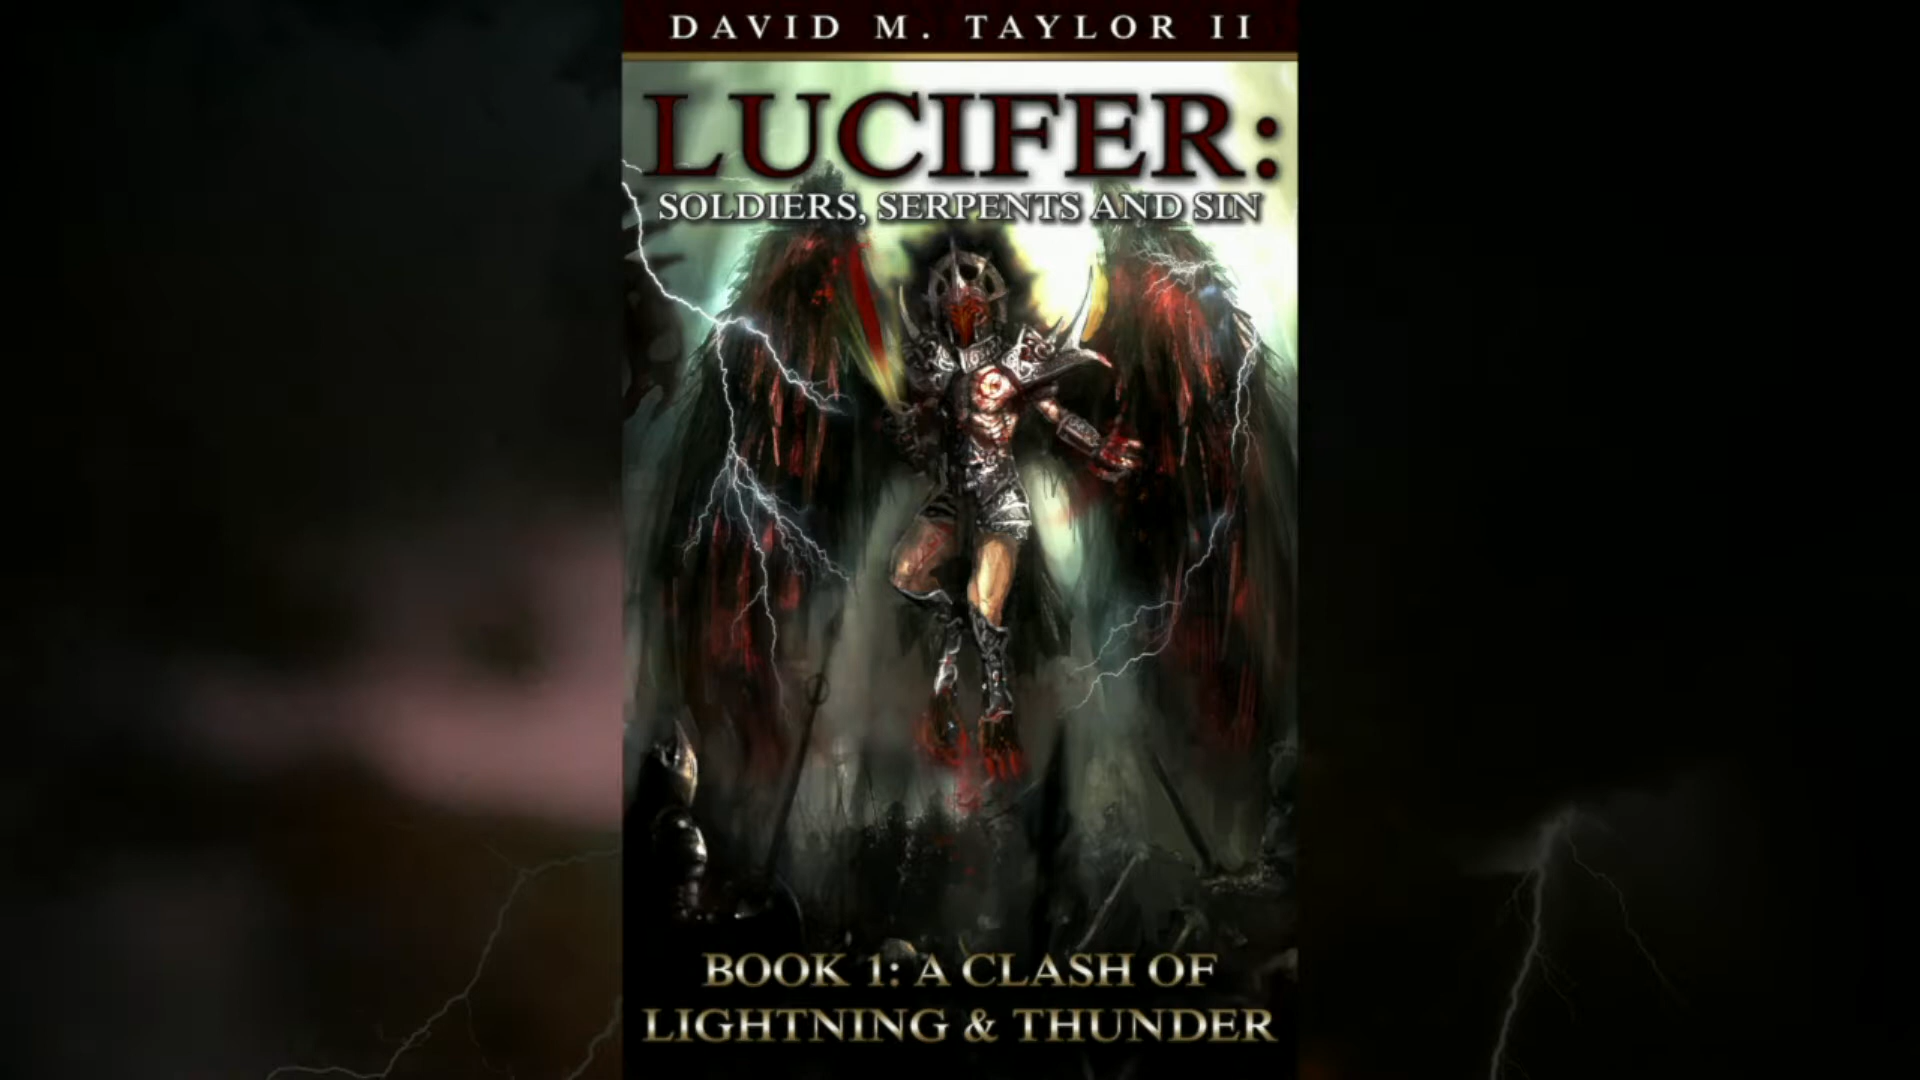 DAVID M. TAYLOR II
LUCIFER:
SOLDIERS, SERPENTS AND SIN
BOOK 1: A CLASH OF
LIGHTNING & THUNDER